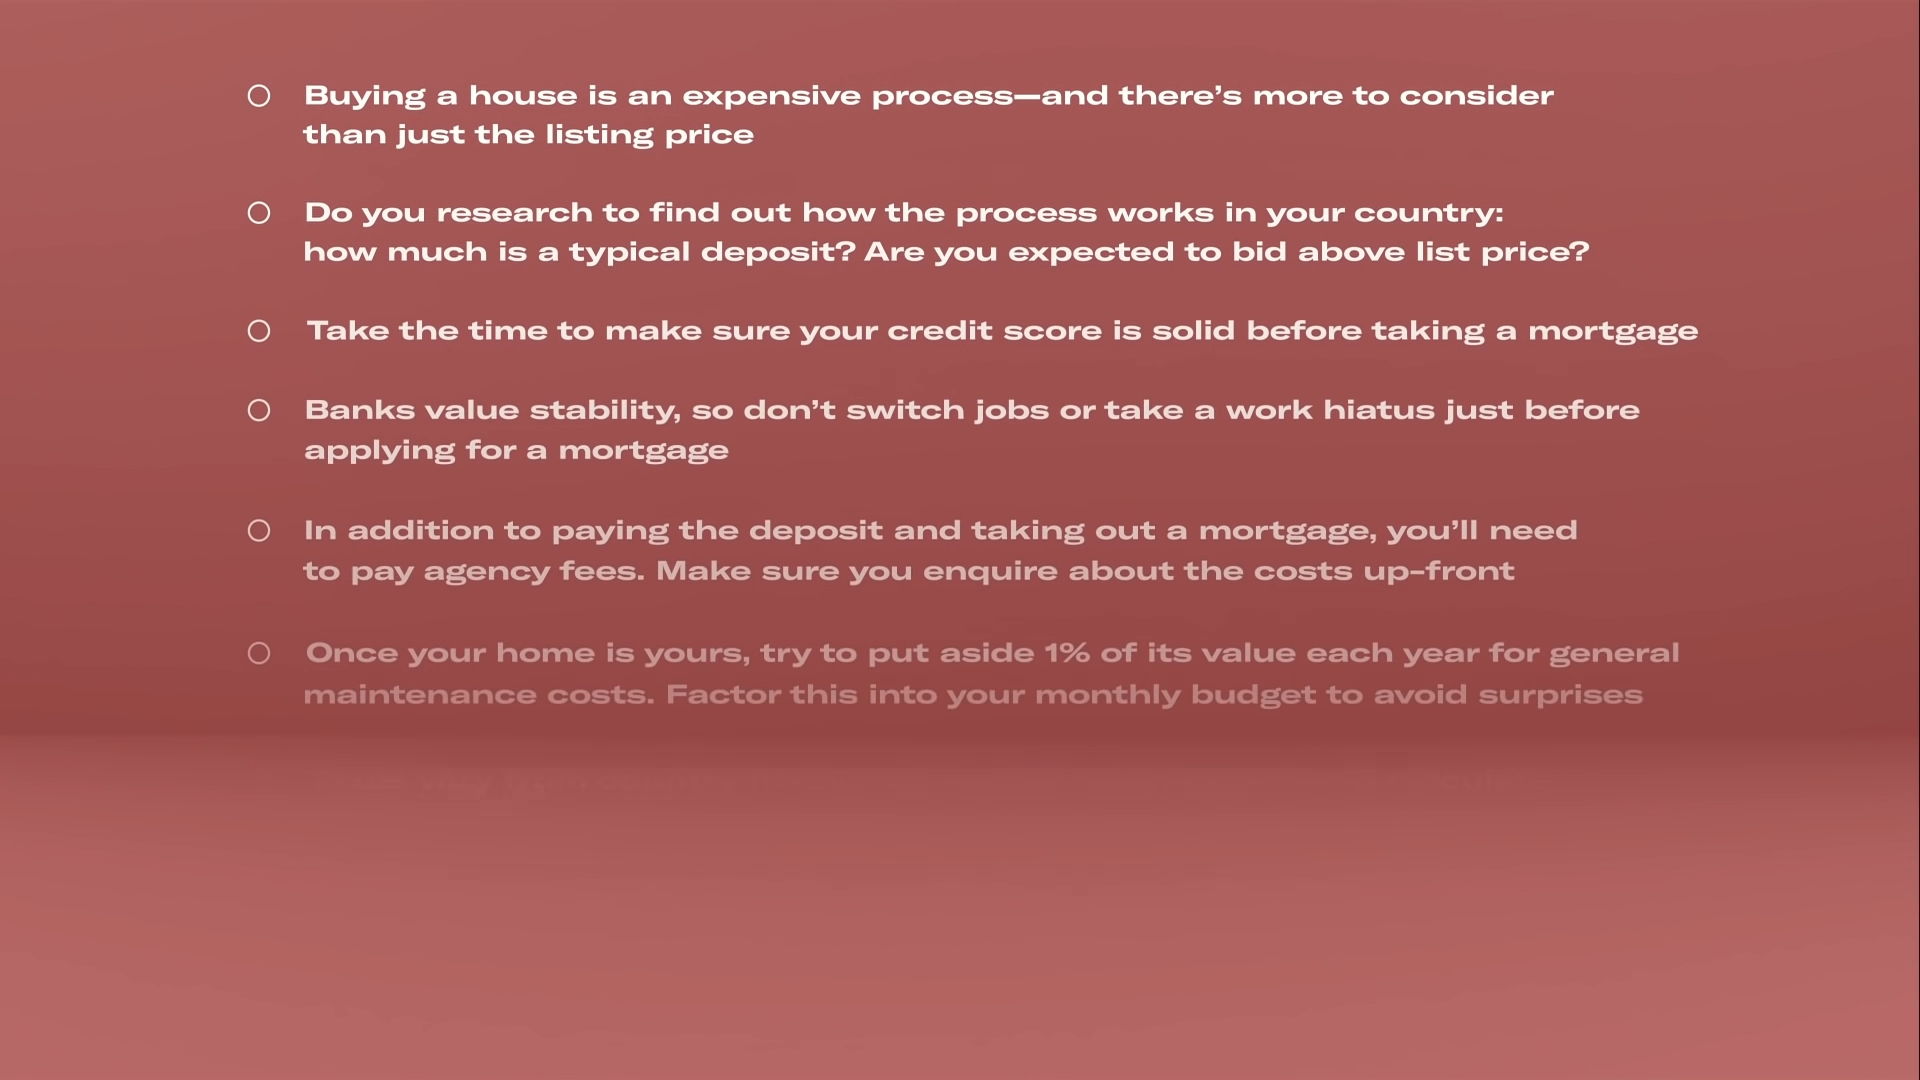 Buying a house is an expensive process—and there’s more to consider
than just the listing price
Do you research to find out how the process works in your country:
how much is a typical deposit? Are you expected to bid above list price?
Take the time to make sure your credit score is solid before taking a mortgage
Banks value stability, so don’t switch jobs or take a work hiatus just before
applying for a mortgage
In addition to paying the deposit and taking out a mortgage, you’ll need
to pay agency fees. Make sure you enquire about the costs up-front
Once your home is yours, try to put aside 1% of its value each year for general
maintenance costs. Factor this into your monthly budget to avoid surprises